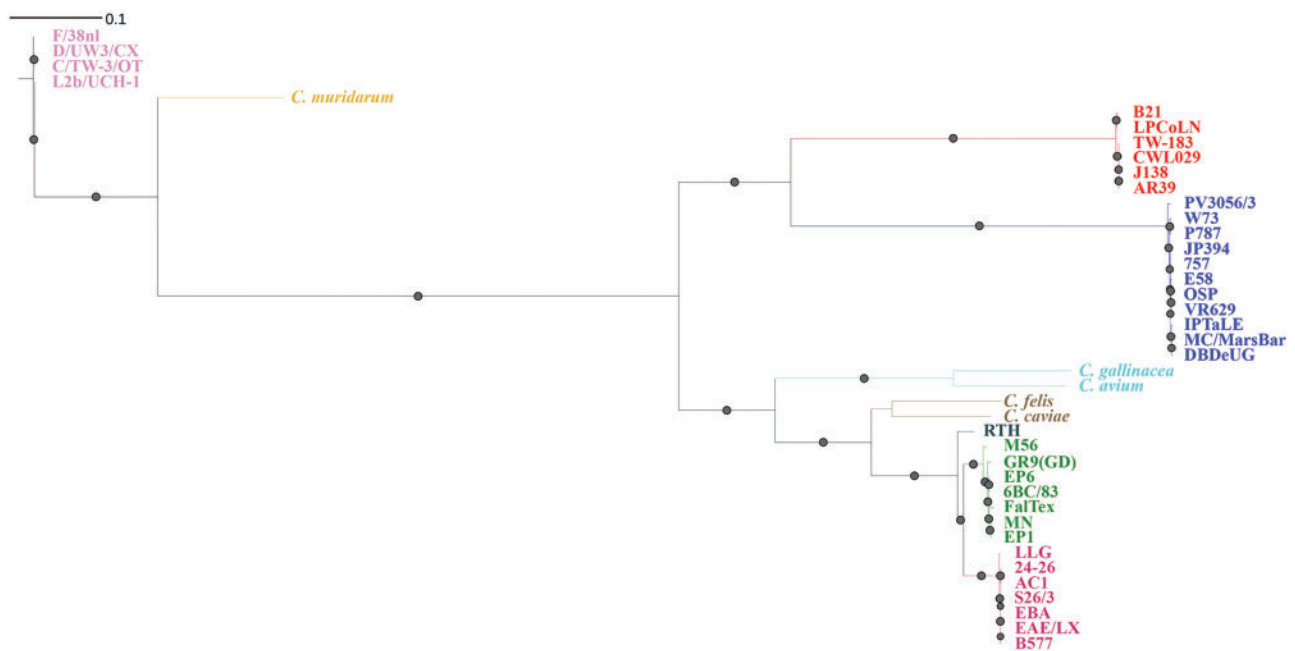 0.1
F/38nl
D/UW3/CX
C/TW-3/OT
L2b/UCH-1
C. muridarum
B21
LPCoLN
TW-183
CWL029
J138
AR39
PV3056/3
W73
P787
JP394
757
E58
OSP
VR629
IPTaLE
MC/MarsBar
DBDeUG
C. gallinacea
C. avium
C. felis
C. caviae
RTH
M56
GR9(GD)
EP6
6BC/83
FalTex
MN
EP1
LLG
24-26
AC1
S26/3
EBA
EAE/LX
B577